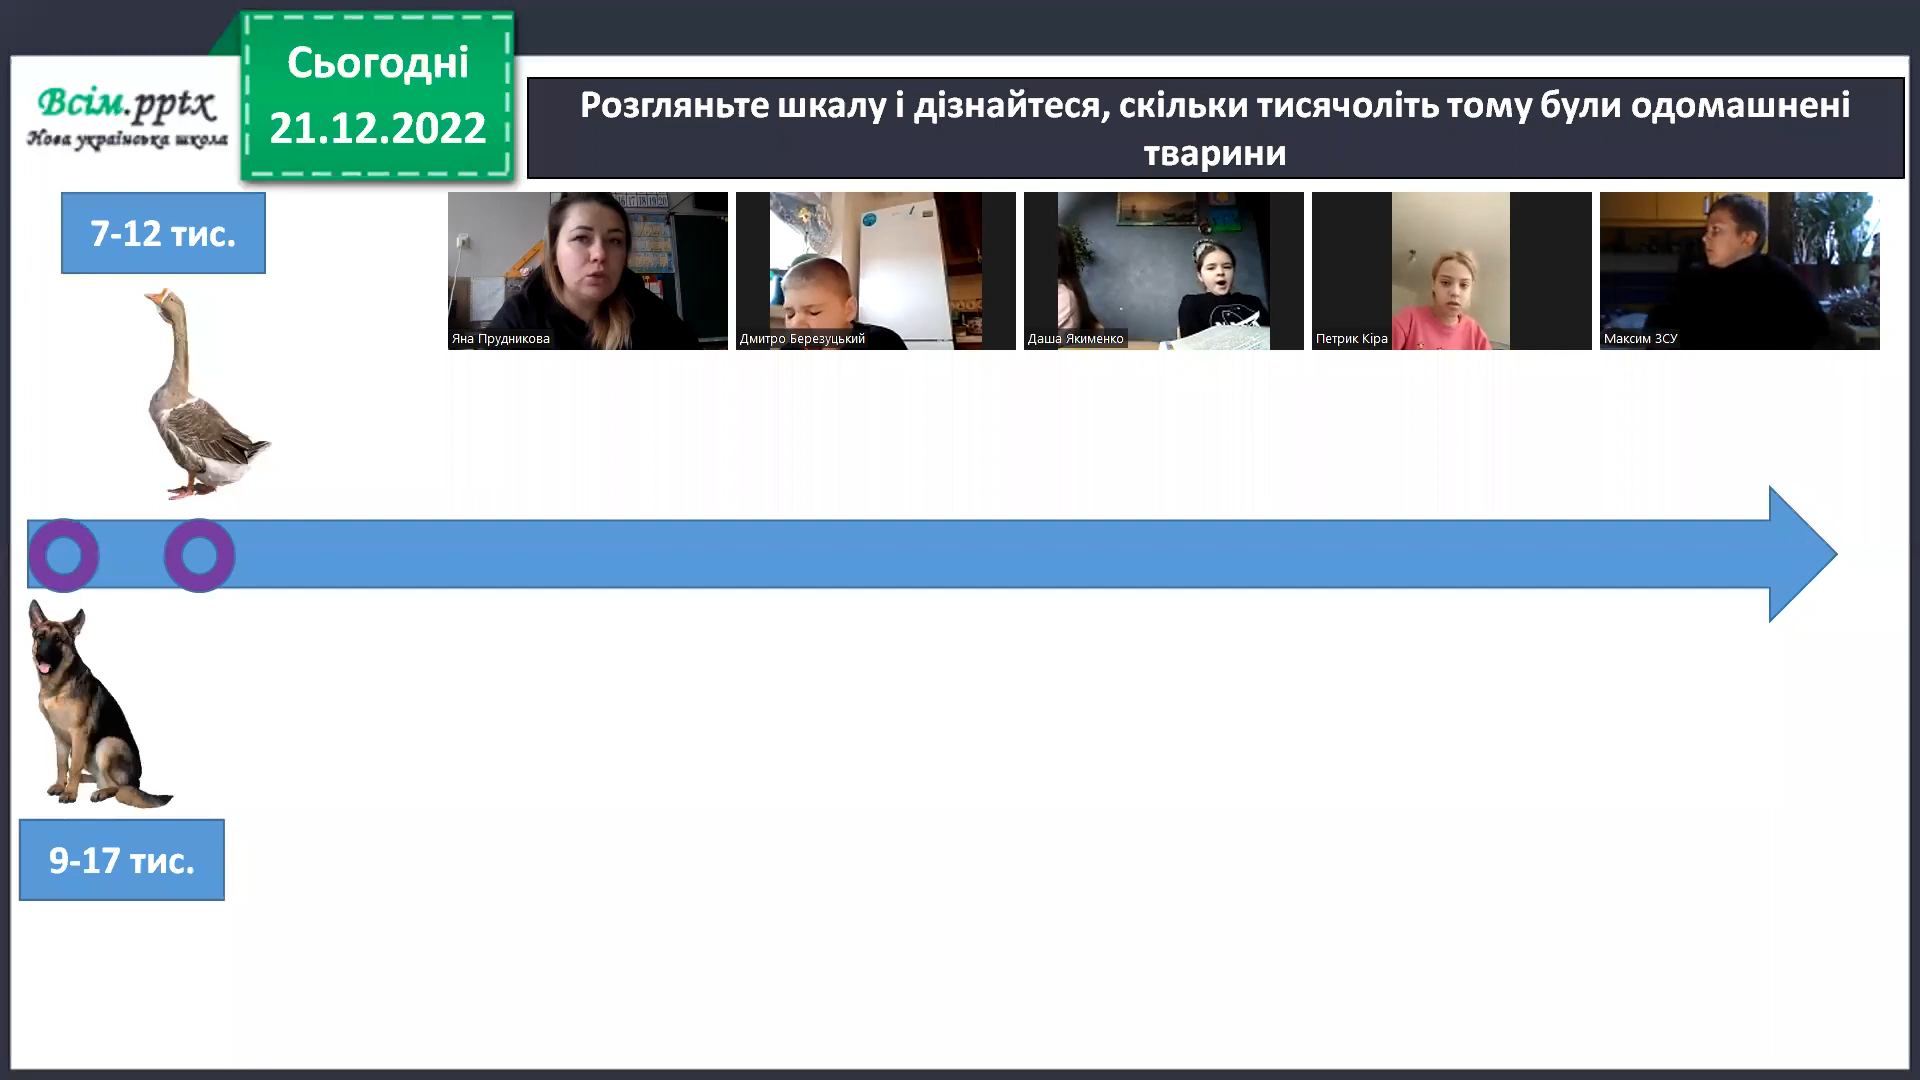 Сьогодні
21.12.2022
Всім.pptx
Нова українська школа
Розгляньте шкалу і дізнайтеся, скільки тисячоліть тому були одомашнені
тварини
7-12 тис.
Яна Прудникова
Дмитро Березуцький
Даша Якименко
Петрик Кіра
Максим ЗСУ
9-17 тис.